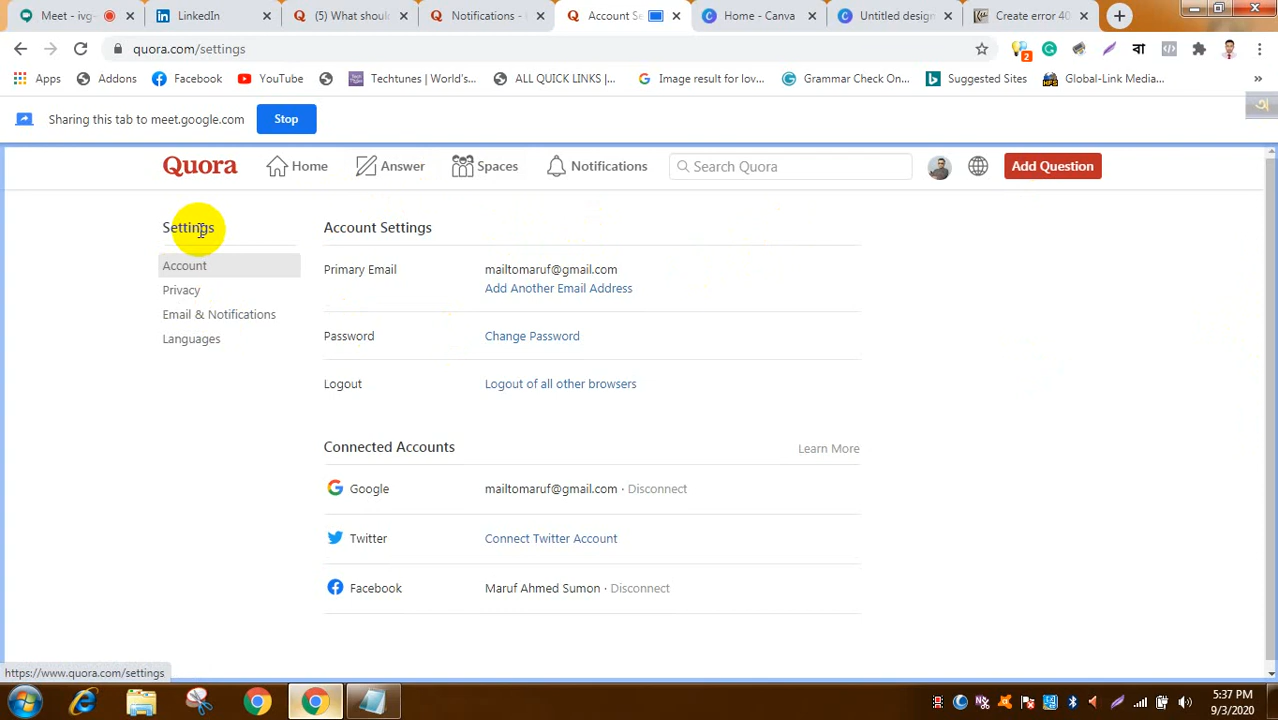 Meet - ivg-
LinkedIn
(5) What shoul
Notifications -
Account Se
Home – Canva
Untitled desig
Create error 40
quora.com/settings
2
বা
Apps
Addons
Facebook
YouTube
Techtunes | World's...
ALL QUICK LINKS |...
Image result for lov...
Grammar Check On...
Suggested Sites
Global-Link Media...
»
Sharing this tab to meet.google.com
Stop
অ
Quora
Home
Answer
Spaces
Notifications
Search Quora
Add Question
Settings
Account
Privacy
Email & Notifications
Languages
Account Settings
Primary Email
mailtomaruf@gmail.com
Add Another Email Address
Password
Change Password
Logout
Logout of all other browsers
Connected Accounts
Learn More
Google
mailtomaruf@gmail.com · Disconnect
Twitter
Connect Twitter Account
Facebook
Maruf Ahmed Sumon · Disconnect
https://www.quora.com/settings
5:37 PM
9/3/2020